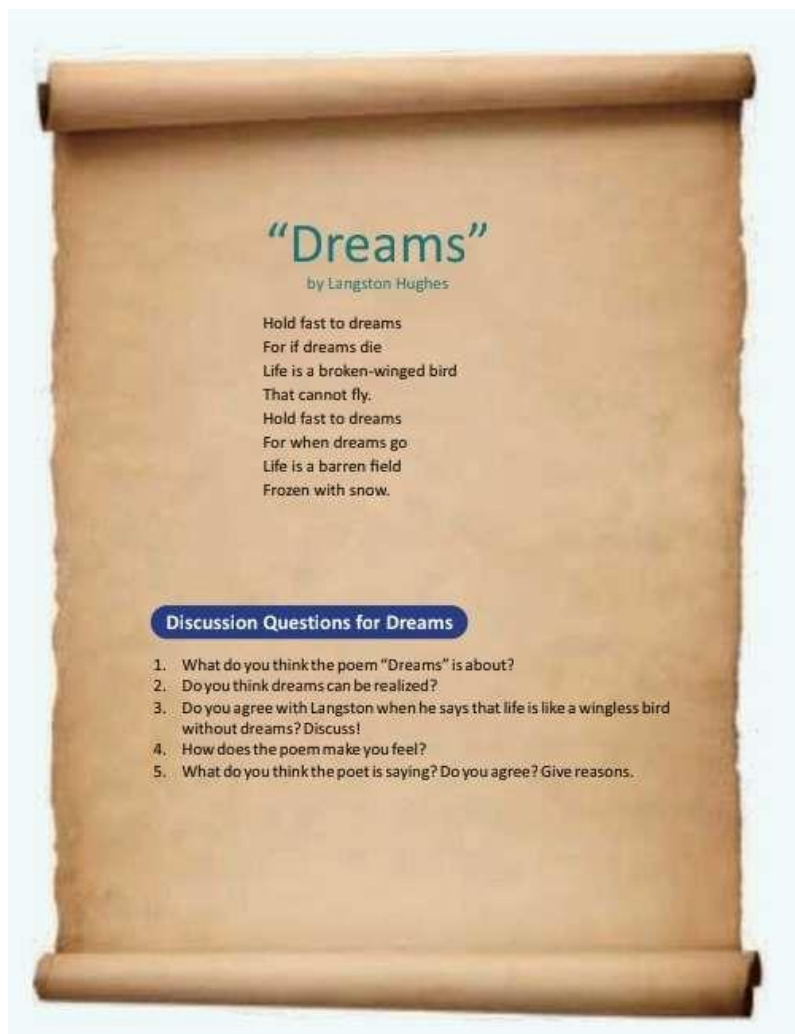 “Dreams”
by Langston Hughes
Hold fast to dreams
For if dreams die
Life is a broken-winged bird
That cannot fly.
Hold fast to dreams
For when dreams go
Life is a barren field
Frozen with snow.
Discussion Questions for Dreams
1. What do you think the poem “Dreams” is about?
2. Do you think dreams can be realized?
3. Do you agree with Langston when he says that life is like a wingless bird
without dreams? Discuss!
4. How does the poem make you feel?
5. What do you think the poet is saying? Do you agree? Give reasons.